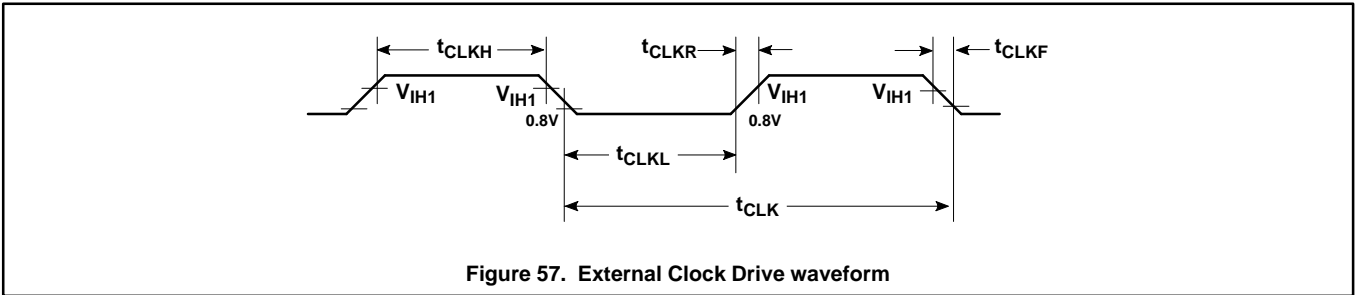 tCLKH tCLKR tCLKF
VIH1 VIH1 VIH1 VIH1
0.8V 0.8V
tCLKL
tCLK
Figure 57. External Clock Drive waveform